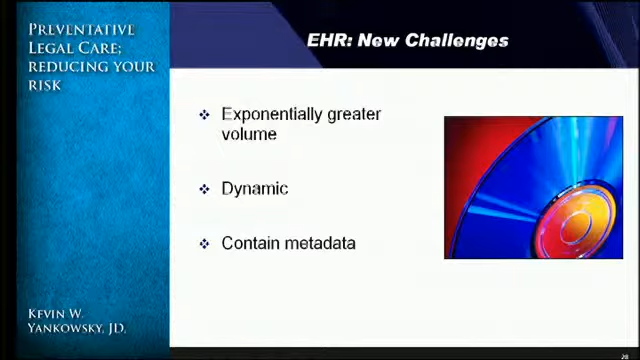 PREVENTATIVE
LEGAL CARE;
REDUCING YOUR
RISK
EHR: New Challenges
❖ Exponentially greater
volume
❖ Dynamic
❖ Contain metadata
KEVIN W.
YANKOWSKY, JD,